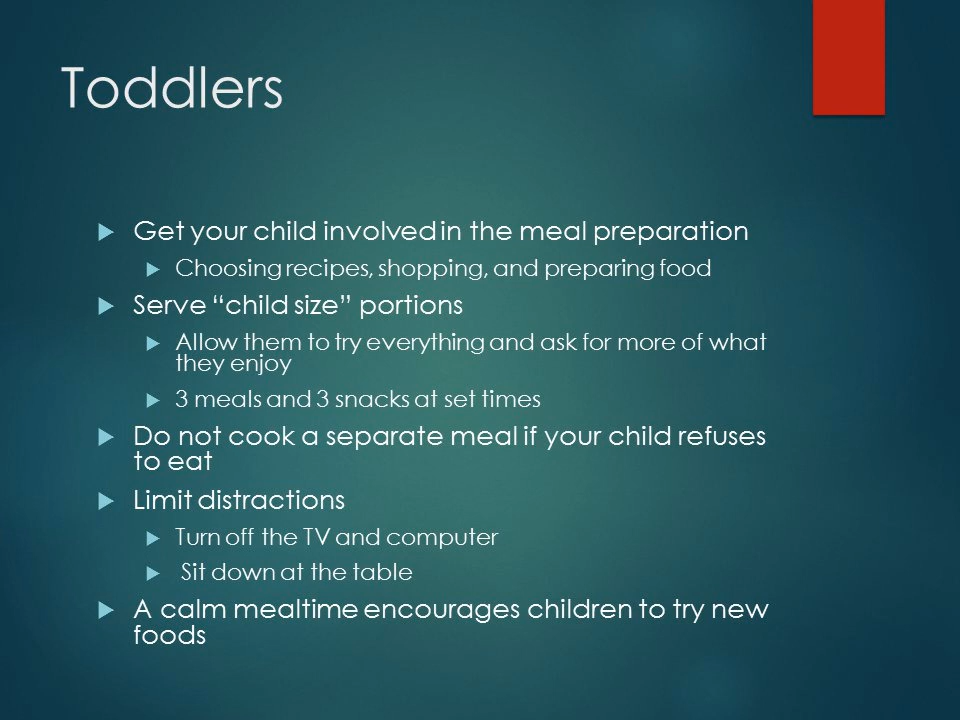 Toddlers
Get your child involved in the meal preparation
Choosing recipes, shopping, and preparing food
Serve “child size” portions
Allow them to try everything and ask for more of what
they enjoy
3 meals and 3 snacks at set times
Do not cook a separate meal if your child refuses
to eat
Limit distractions
Turn off the TV and computer
Sit down at the table
A calm mealtime encourages children to try new
foods